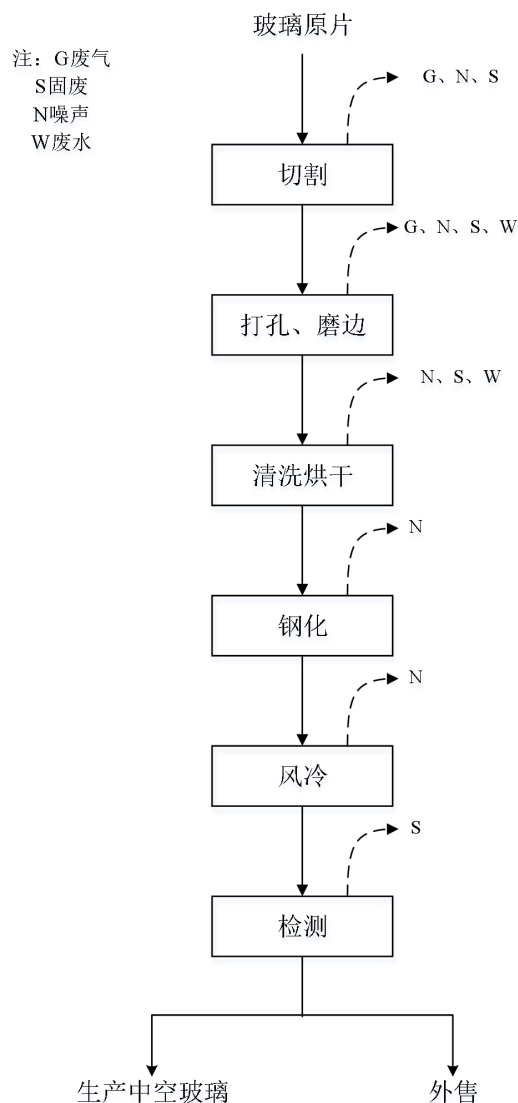 玻璃原片
注：G废气
S固废
N噪声
W废水
G、N、S
切割
G、N、S、W
打孔、磨边
N、S、W
清洗烘干
N
钢化
N
风冷
S
检测
生产中空玻璃
外售